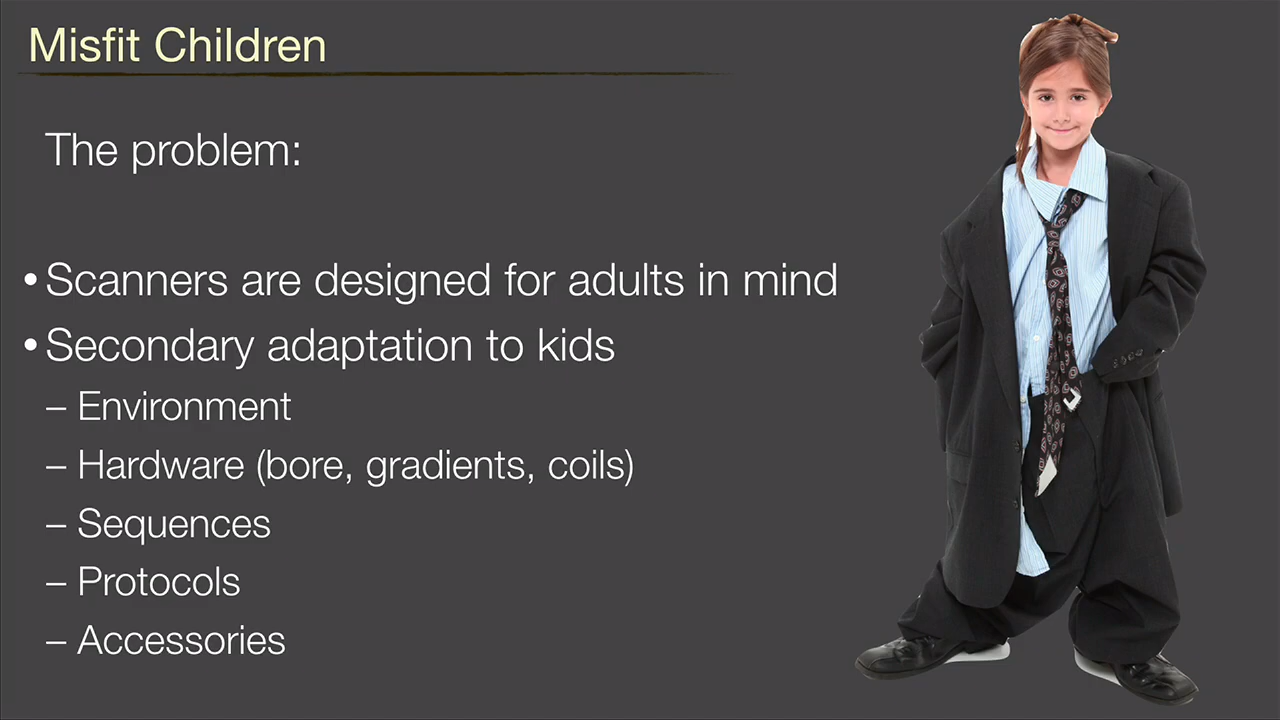 Misfit Children
The problem:
• Scanners are designed for adults in mind
• Secondary adaptation to kids
– Environment
– Hardware (bore, gradients, coils)
– Sequences
– Protocols
– Accessories